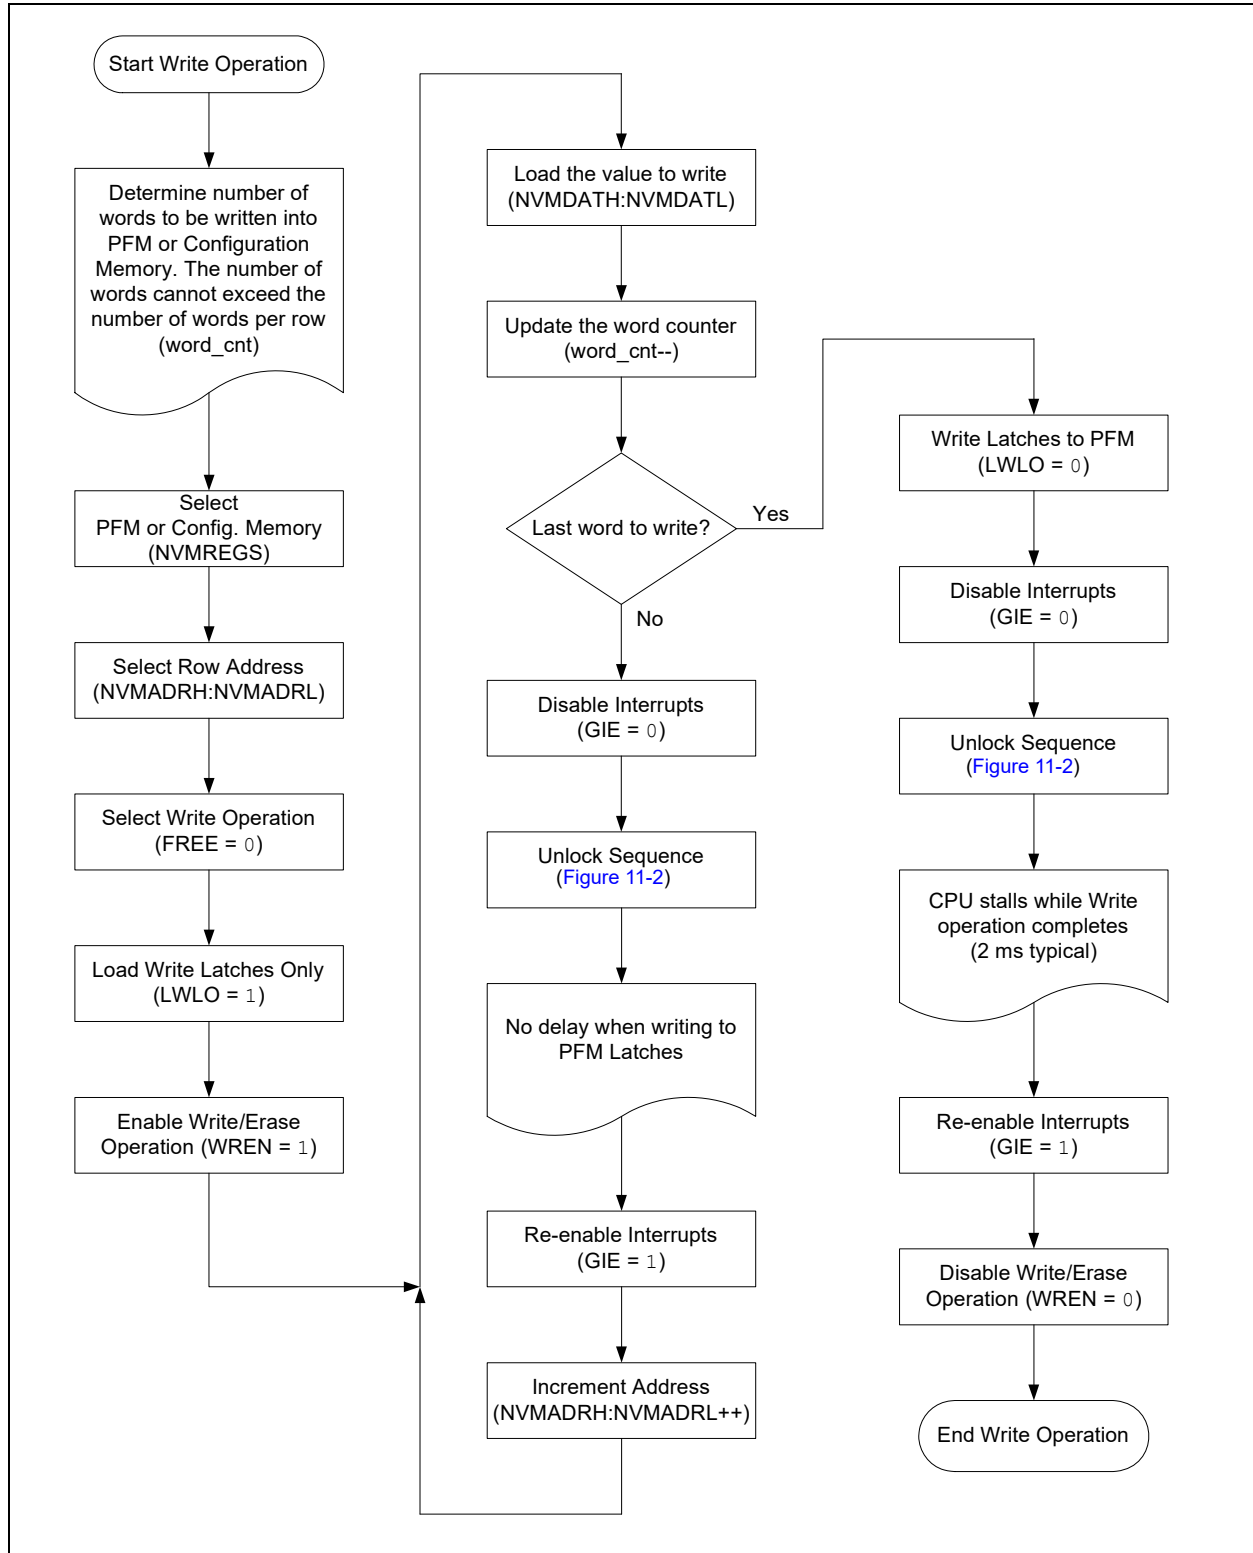 Start Write Operation
Determine number of
words to be written into
PFM or Configuration
Memory. The number of
words cannot exceed the
number of words per row
(word_cnt)
Select
PFM or Config. Memory
(NVMREGS)
Select Row Address
(NVMADRH:NVMADRL)
Select Write Operation
(FREE = 0)
Load Write Latches Only
(LWLO = 1)
Enable Write/Erase
Operation (WREN = 1)
Load the value to write
(NVMDATH:NVMDATL)
Update the word counter
(word_cnt--)
Last word to write?
Yes
No
Disable Interrupts
(GIE = 0)
Unlock Sequence
(Figure 11-2)
No delay when writing to
PFM Latches
Re-enable Interrupts
(GIE = 1)
Increment Address
(NVMADRH:NVMADRL++)
Write Latches to PFM
(LWLO = 0)
Disable Interrupts
(GIE = 0)
Unlock Sequence
(Figure 11-2)
CPU stalls while Write
operation completes
(2 ms typical)
Re-enable Interrupts
(GIE = 1)
Disable Write/Erase
Operation (WREN = 0)
End Write Operation